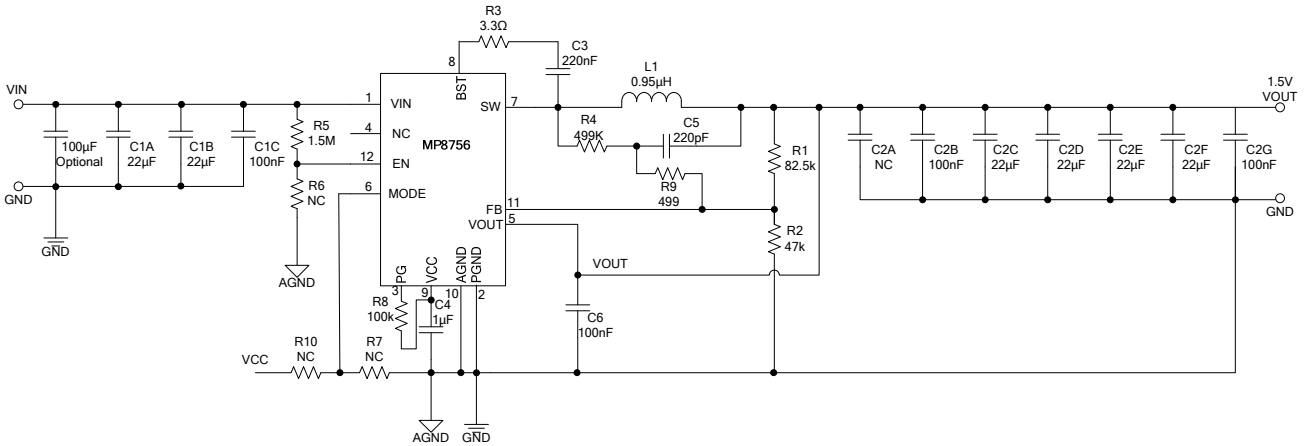 R3
3.3Ω
C3
220nF
8
BST
L1
0.95µH
VIN
1
VIN
SW
7
1.5V
VOUT
4
NC
MP8756
R4
499K
C5
220pF
100µF
Optional
C1A
22µF
C1B
22µF
C1C
100nF
R5
1.5M
12
EN
R1
82.5k
C2A
NC
C2B
100nF
C2C
22µF
C2D
22µF
C2E
22µF
C2F
22µF
C2G
100nF
R6
NC
6
MODE
R9
499
GND
FB
11
VOUT
5
GND
R2
47k
GND
AGND
PG
VCC
AGND
PGND
VOUT
3
9
10
2
R8
100k
C4
1µF
C6
100nF
VCC
R10
NC
R7
NC
AGND
GND